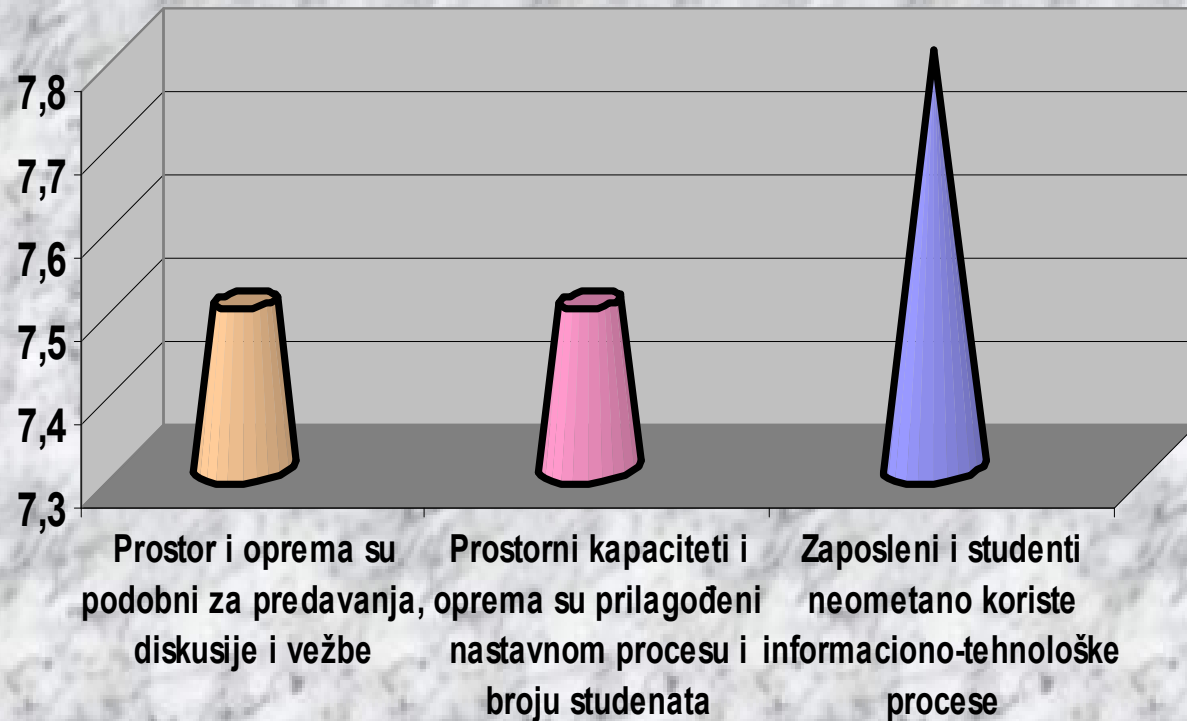 7,8
7,7
7,6
7,5
7,4
7,3
Prostor i oprema su
podobni za predavanja,
diskusije i vežbe
Prostorni kapaciteti i
oprema su prilagođeni
nastavnom procesu i
broju studenata
Zaposleni i studenti
neometano koriste
informaciono-tehnološke
procese